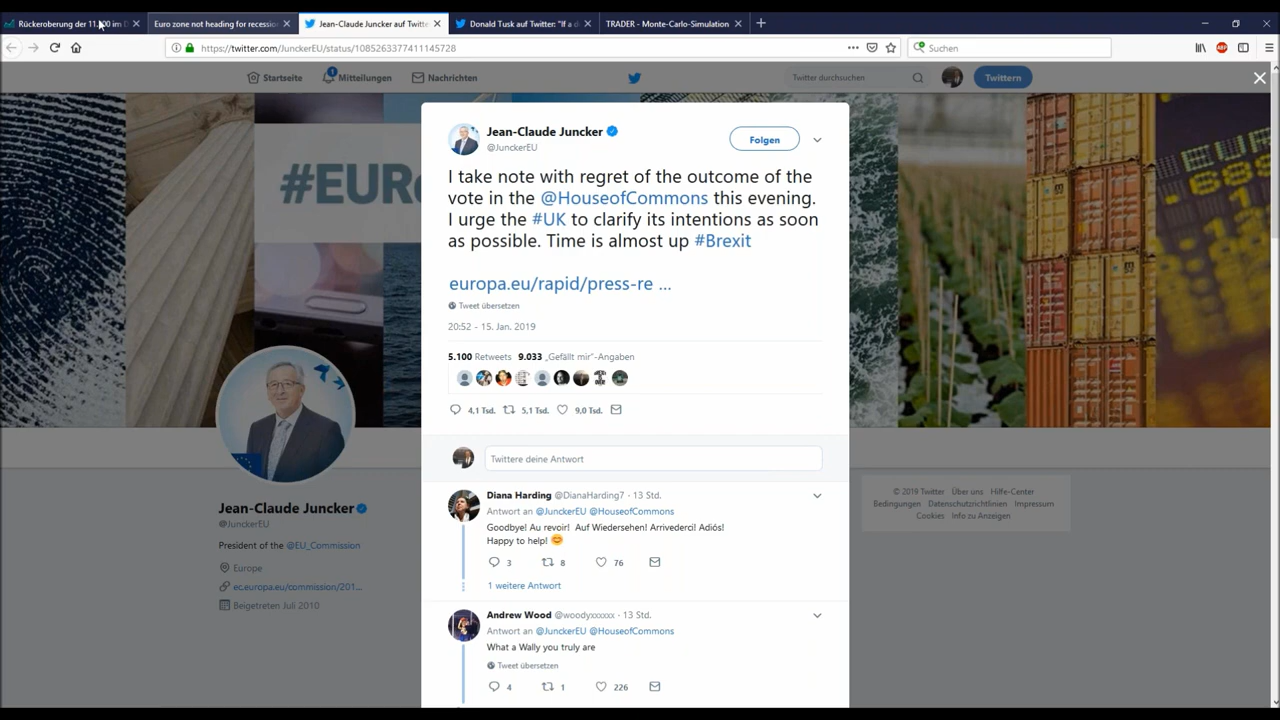 Rückeroberung der 11.000 im D
Euro zone not heading for recession
Jean-Claude Juncker auf Twitte
Donald Tusk auf Twitter: "If a d
TRADER - Monte-Carlo-Simulation
https://twitter.com/JunckerEU/status/1085263377411145728
Suchen
Startseite
1
Mitteilungen
Nachrichten
Twitter durchsuchen
Twittern
#EUR
Jean-Claude Juncker
@JunckerEU
Folgen
I take note with regret of the outcome of the
vote in the @HouseofCommons this evening.
I urge the #UK to clarify its intentions as soon
as possible. Time is almost up #Brexit
europa.eu/rapid/press-re ...
Tweet übersetzen
20:52 - 15. Jan. 2019
5.100 Retweets 9.033 „Gefällt mir“-Angaben
4,1 Tsd. 5,1 Tsd. 9,0 Tsd.
Twittere deine Antwort
Diana Harding @DianaHarding7 · 13 Std.
Antwort an @JunckerEU @HouseofCommons
Goodbye! Au revoir! Auf Wiedersehen! Arrivederci! Adiós!
Happy to help! 😊
3 8 76
1 weitere Antwort
Andrew Wood @woodyxxxxxx · 13 Std.
Antwort an @JunckerEU @HouseofCommons
What a Wally you truly are
Tweet übersetzen
4 1 226
Jean-Claude Juncker
@JunckerEU
President of the @EU_Commission
Europe
ec.europa.eu/commission/201...
Beigetreten Juli 2010
© 2019 Twitter Über uns Hilfe-Center
Bedingungen Datenschutzrichtlinien Impressum
Cookies Info zu Anzeigen